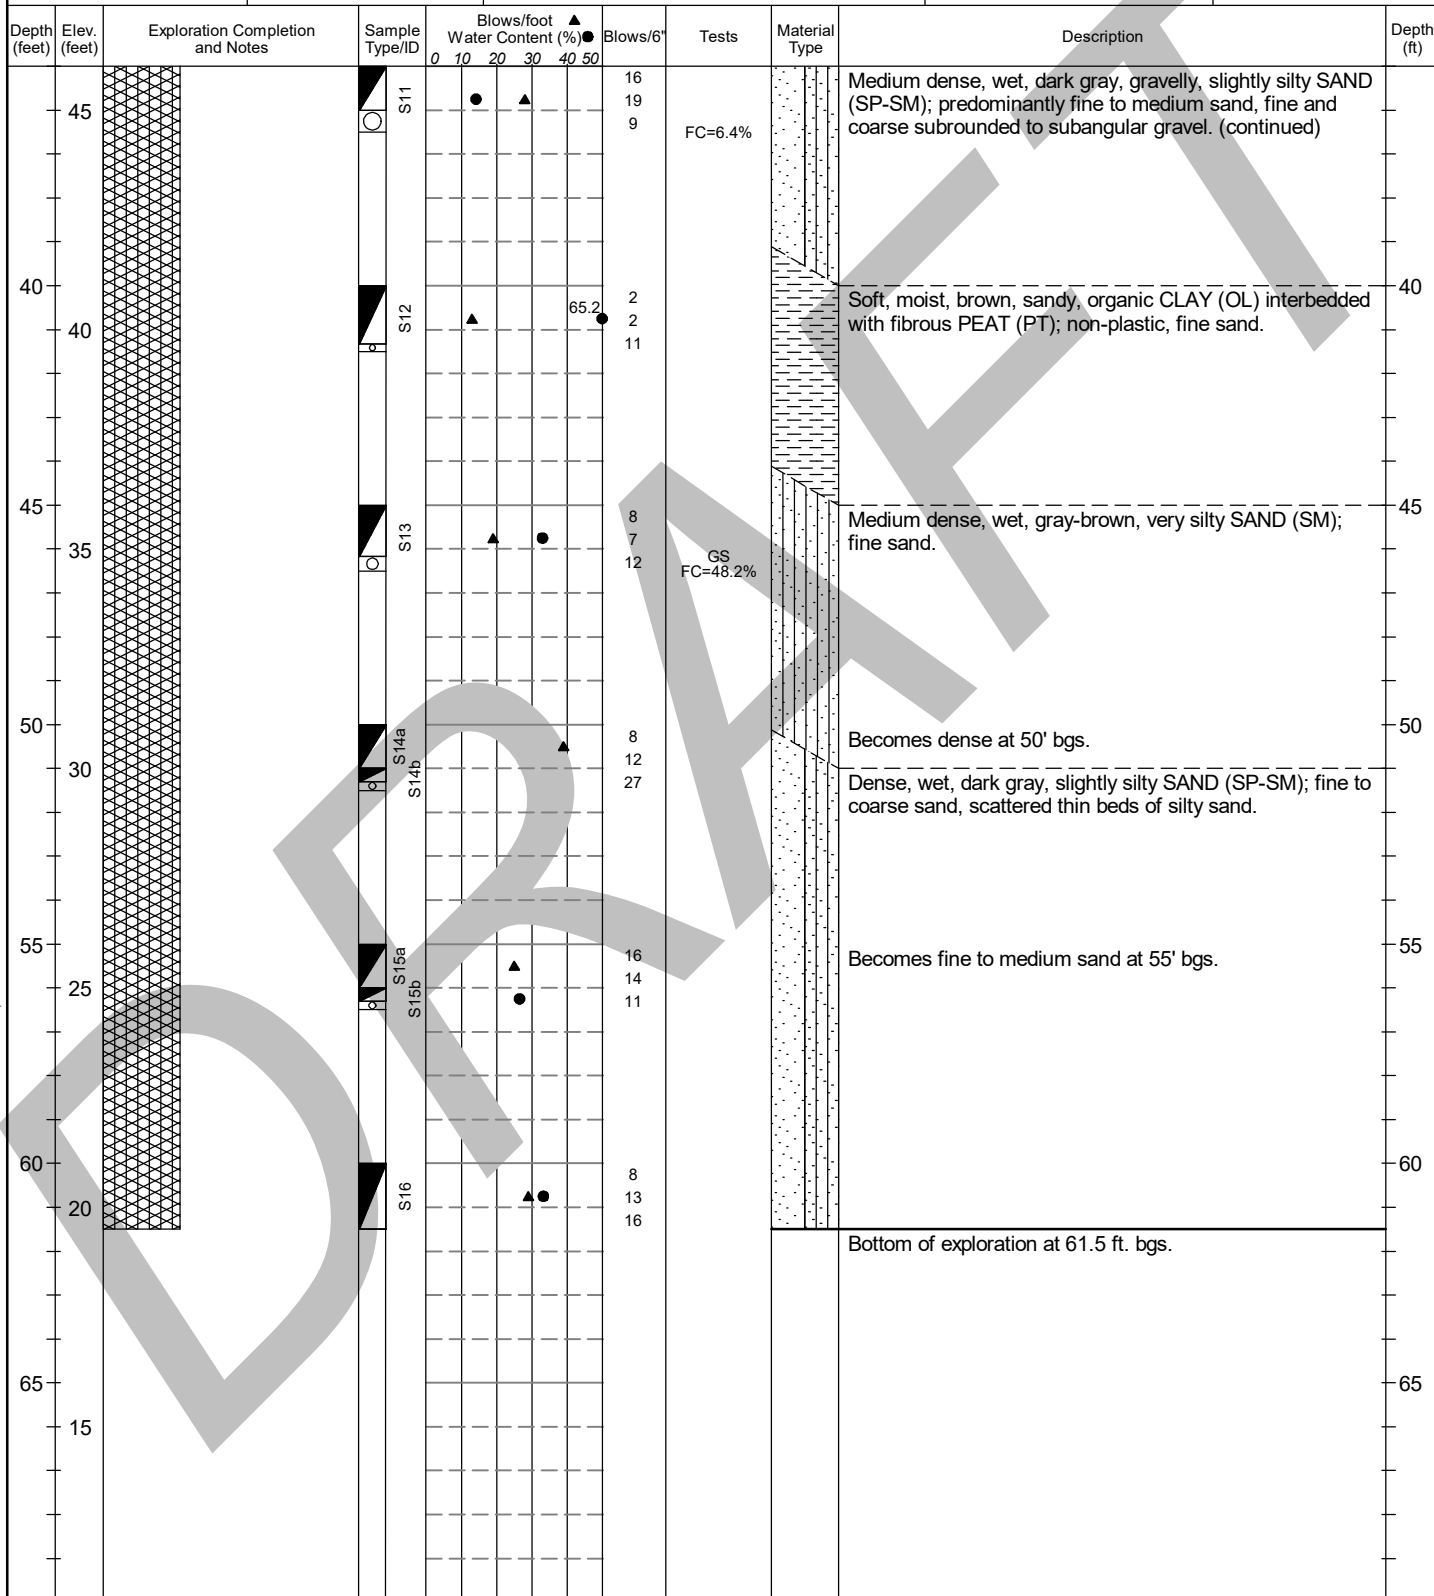 Depth (feet)
Elev. (feet)
Exploration Completion and Notes
Sample Type/ID
Blows/foot ▲
Water Content (%) ●
0 10 20 30 40 50
Blows/6"
Tests
Material Type
Description
Depth (ft)
S11
16
19
9
45
FC=6.4%
Medium dense, wet, dark gray, gravelly, slightly silty SAND
(SP-SM); predominantly fine to medium sand, fine and
coarse subrounded to subangular gravel. (continued)
40
40
S12
65.2
2
2
11
40
Soft, moist, brown, sandy, organic CLAY (OL) interbedded
with fibrous PEAT (PT); non-plastic, fine sand.
45
45
S13
8
7
12
35
GS
FC=48.2%
Medium dense, wet, gray-brown, very silty SAND (SM);
fine sand.
50
50
S14a
S14b
8
12
27
30
Becomes dense at 50' bgs.
Dense, wet, dark gray, slightly silty SAND (SP-SM); fine to
coarse sand, scattered thin beds of silty sand.
55
55
S15a
S15b
16
14
11
25
Becomes fine to medium sand at 55' bgs.
60
60
S16
8
13
16
20
Bottom of exploration at 61.5 ft. bgs.
65
65
15
DRAFT